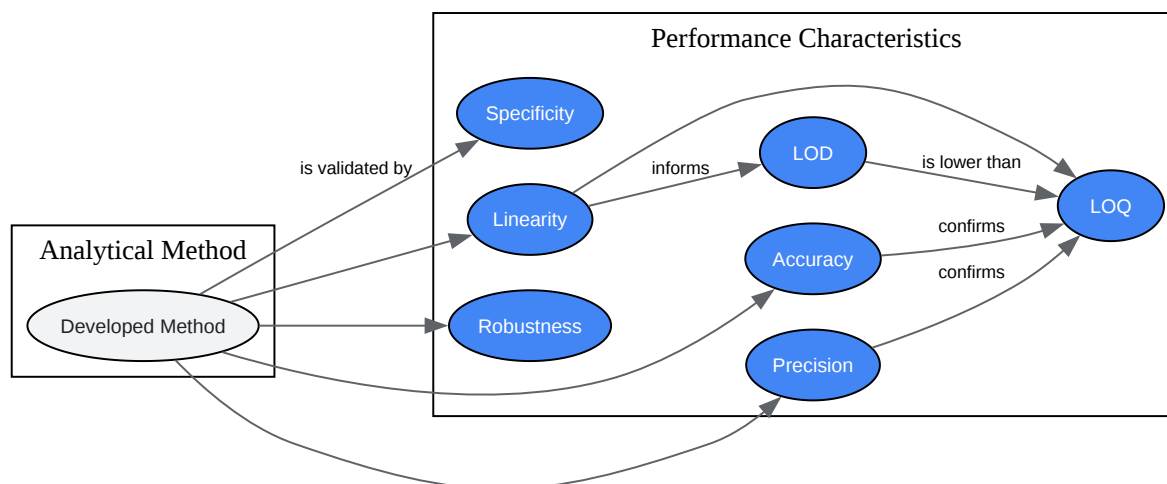 Performance Characteristics
Specificity
is validated by
LOD
informs
is lower than
Linearity
LOQ
Analytical Method
confirms
Accuracy
confirms
Developed Method
Robustness
Precision